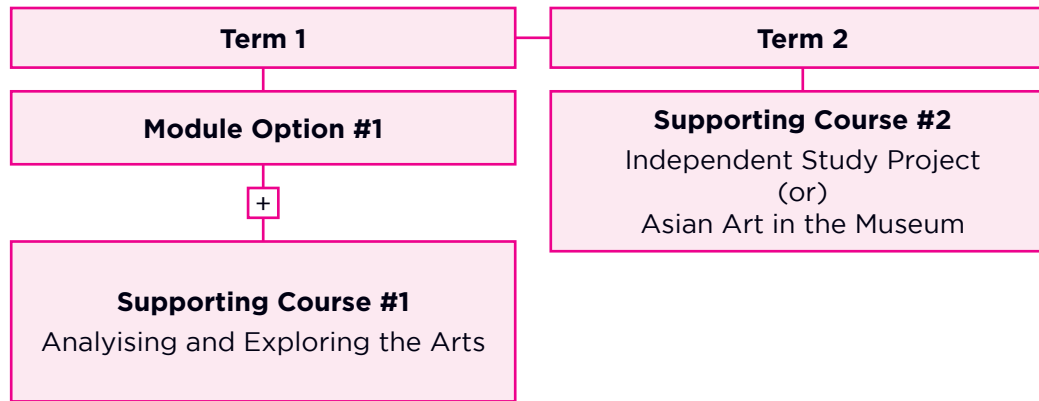 Term 1
Term 2
Module Option #1
+
Supporting Course #1
Analyising and Exploring the Arts
Supporting Course #2
Independent Study Project
(or)
Asian Art in the Museum